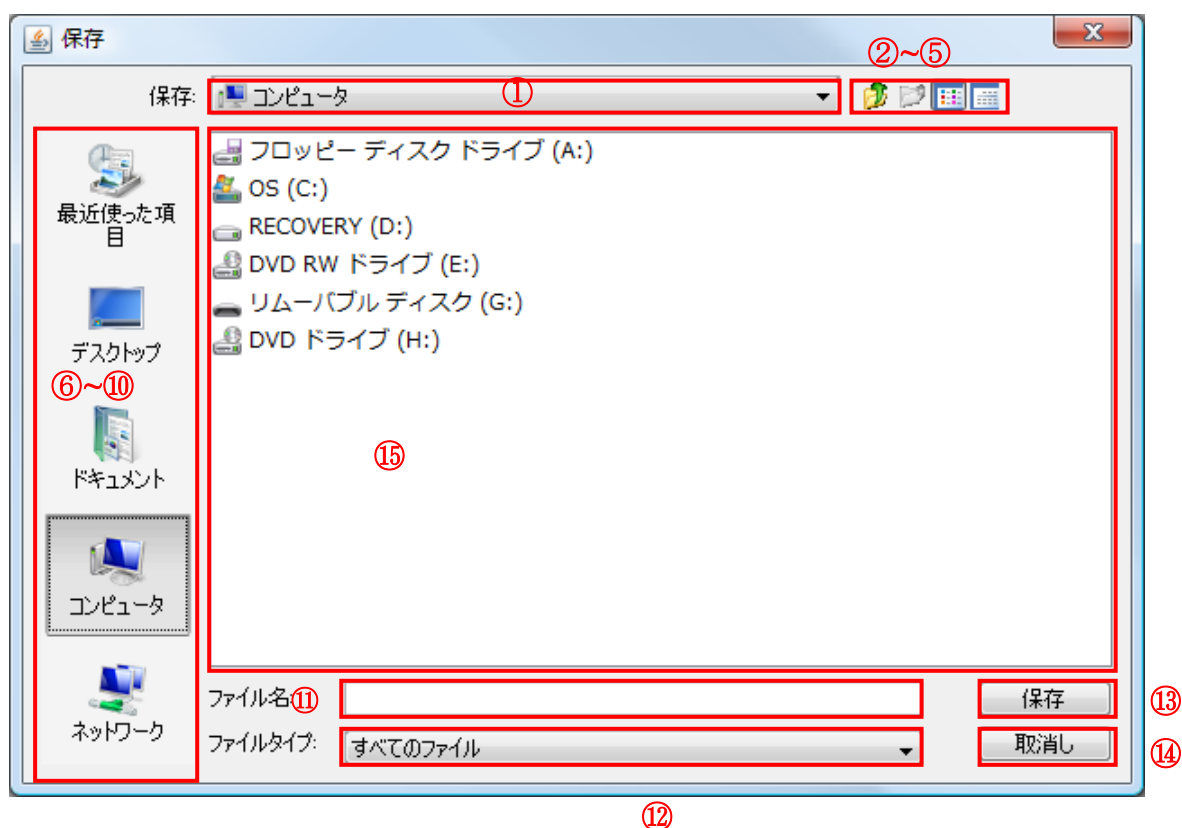 保存
②~⑤
保存:
コンピュータ
①
最近使った項
目
デスクトップ
⑥~⑩
ドキュメント
コンピュータ
ネットワーク
フロッピー ディスク ドライブ (A:)
OS (C:)
RECOVERY (D:)
DVD RW ドライブ (E:)
リムーバブル ディスク (G:)
DVD ドライブ (H:)
⑮
ファイル名:
⑪
保存
⑬
ファイルタイプ:
すべてのファイル
取消し
⑭
⑫